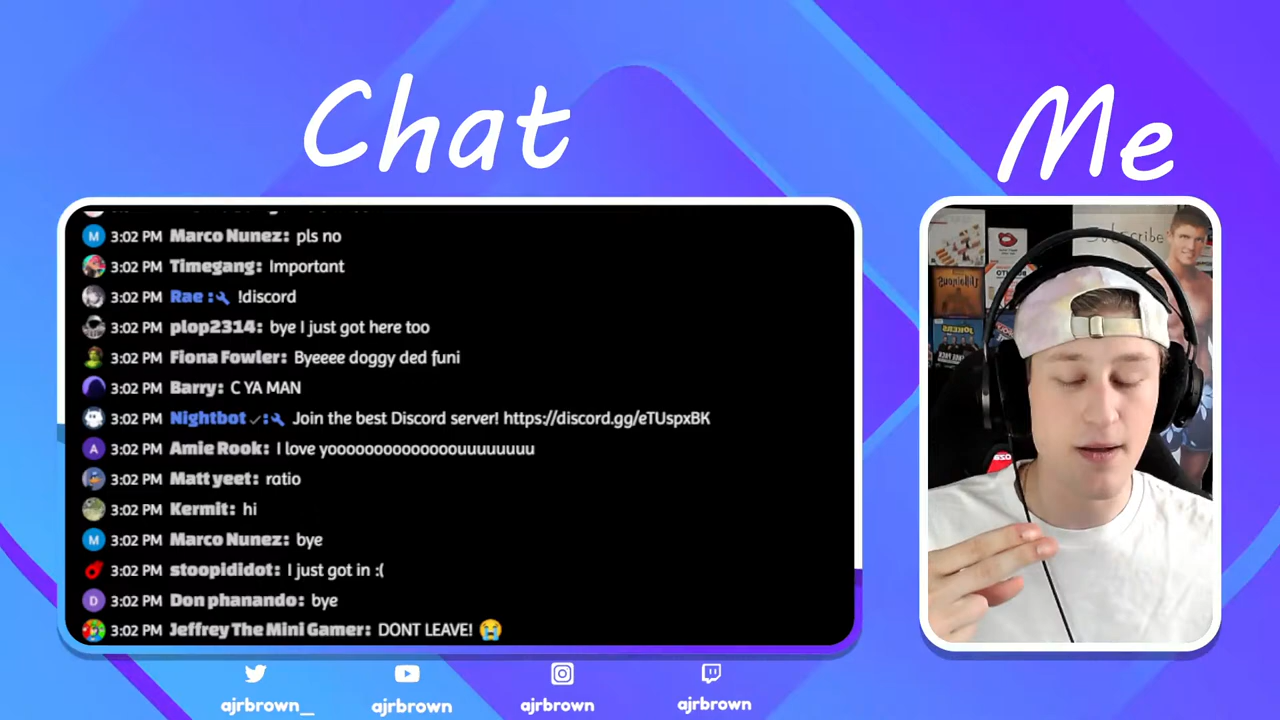 Chat
Me
3:02 PM Marco Nunez: pls no
3:02 PM Timegang: Important
3:02 PM Rae : !discord
3:02 PM plop2314: bye I just got here too
3:02 PM Fiona Fowler: Byeeee doggy ded funi
3:02 PM Barry: C YA MAN
3:02 PM Nightbot ✓: Join the best Discord server! https://discord.gg/eTUspxBK
3:02 PM Amie Rook: I love yoooooooooooooouuuuuuuu
3:02 PM Matt yeet: ratio
3:02 PM Kermit: hi
3:02 PM Marco Nunez: bye
3:02 PM stoopididot: I just got in :(
3:02 PM Don phanando: bye
3:02 PM Jeffrey The Mini Gamer: DONT LEAVE! 😭
M
M
A
D
Subscribe
Villainous
JOKERS
ajrbrown_
ajrbrown
ajrbrown
ajrbrown